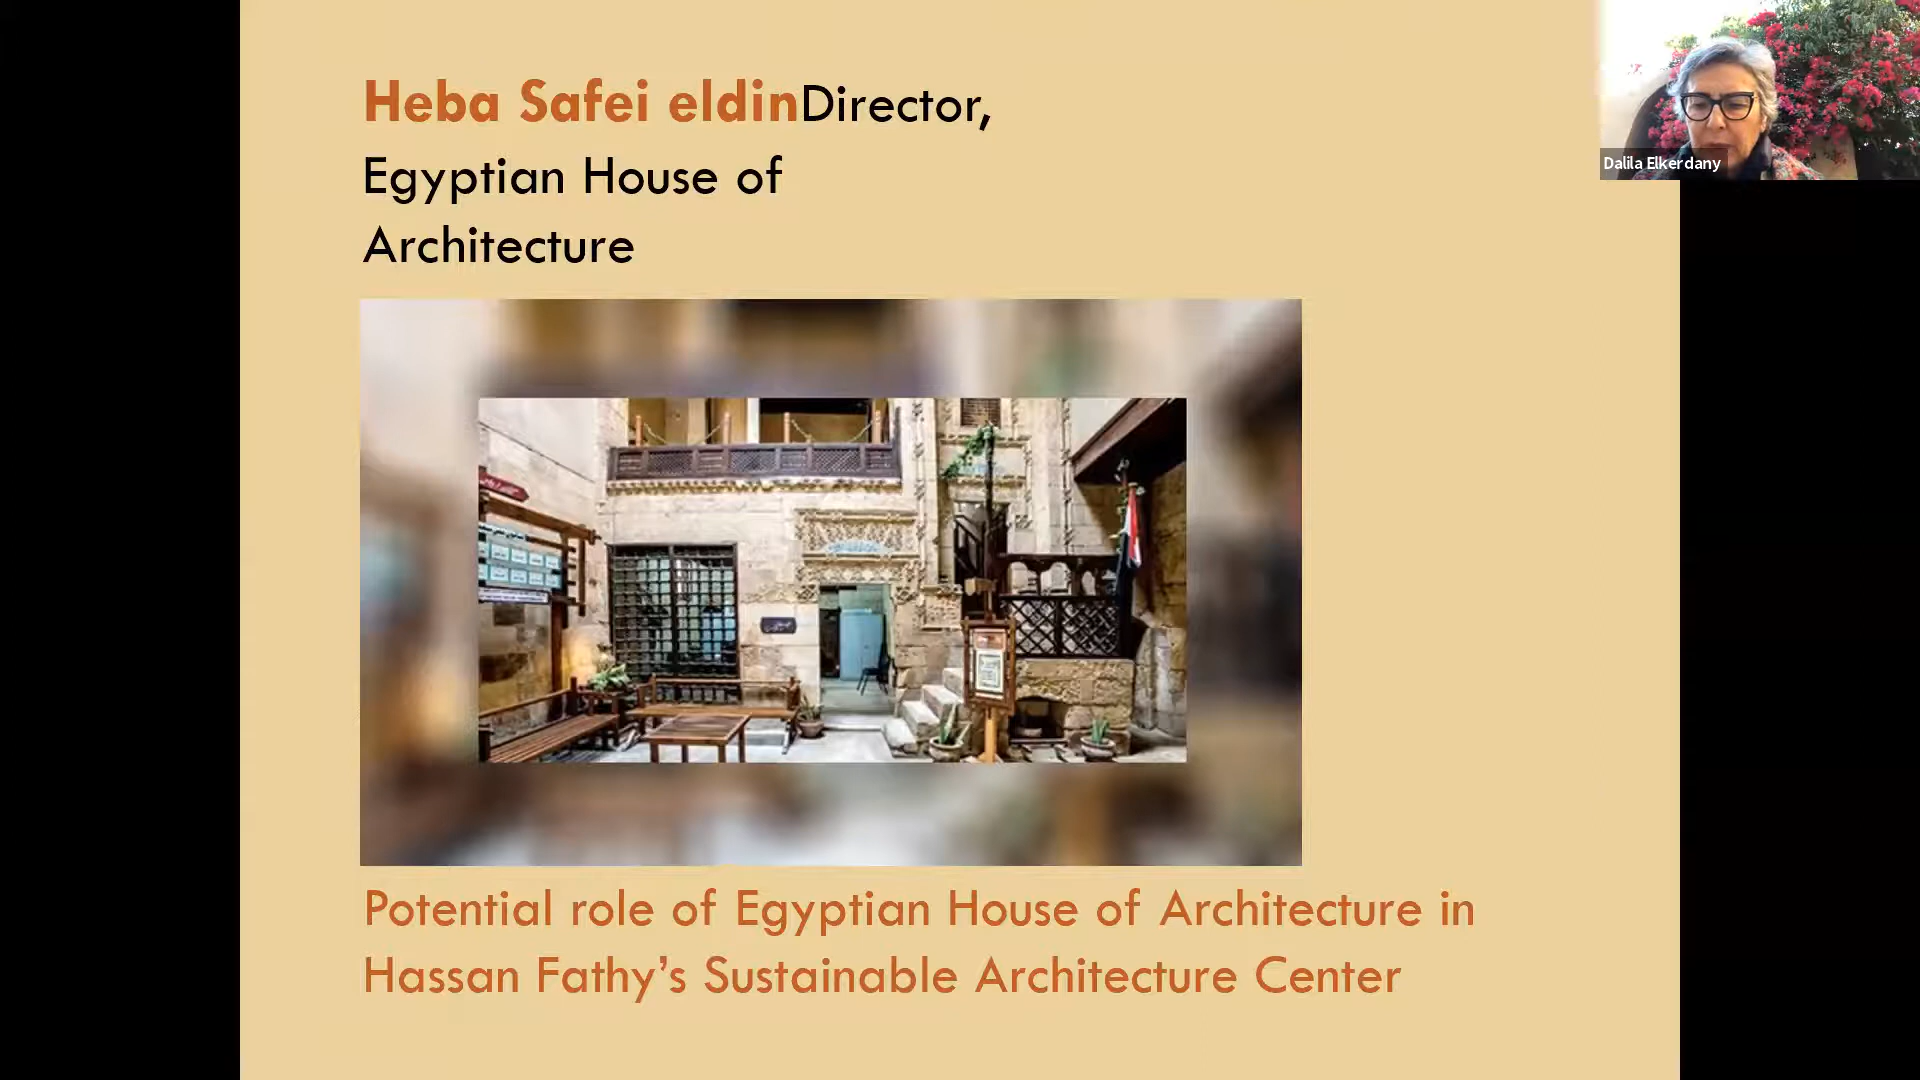 Heba Safei eldinDirector,
Egyptian House of
Architecture
Dalila Elkerdany
Potential role of Egyptian House of Architecture in
Hassan Fathy’s Sustainable Architecture Center